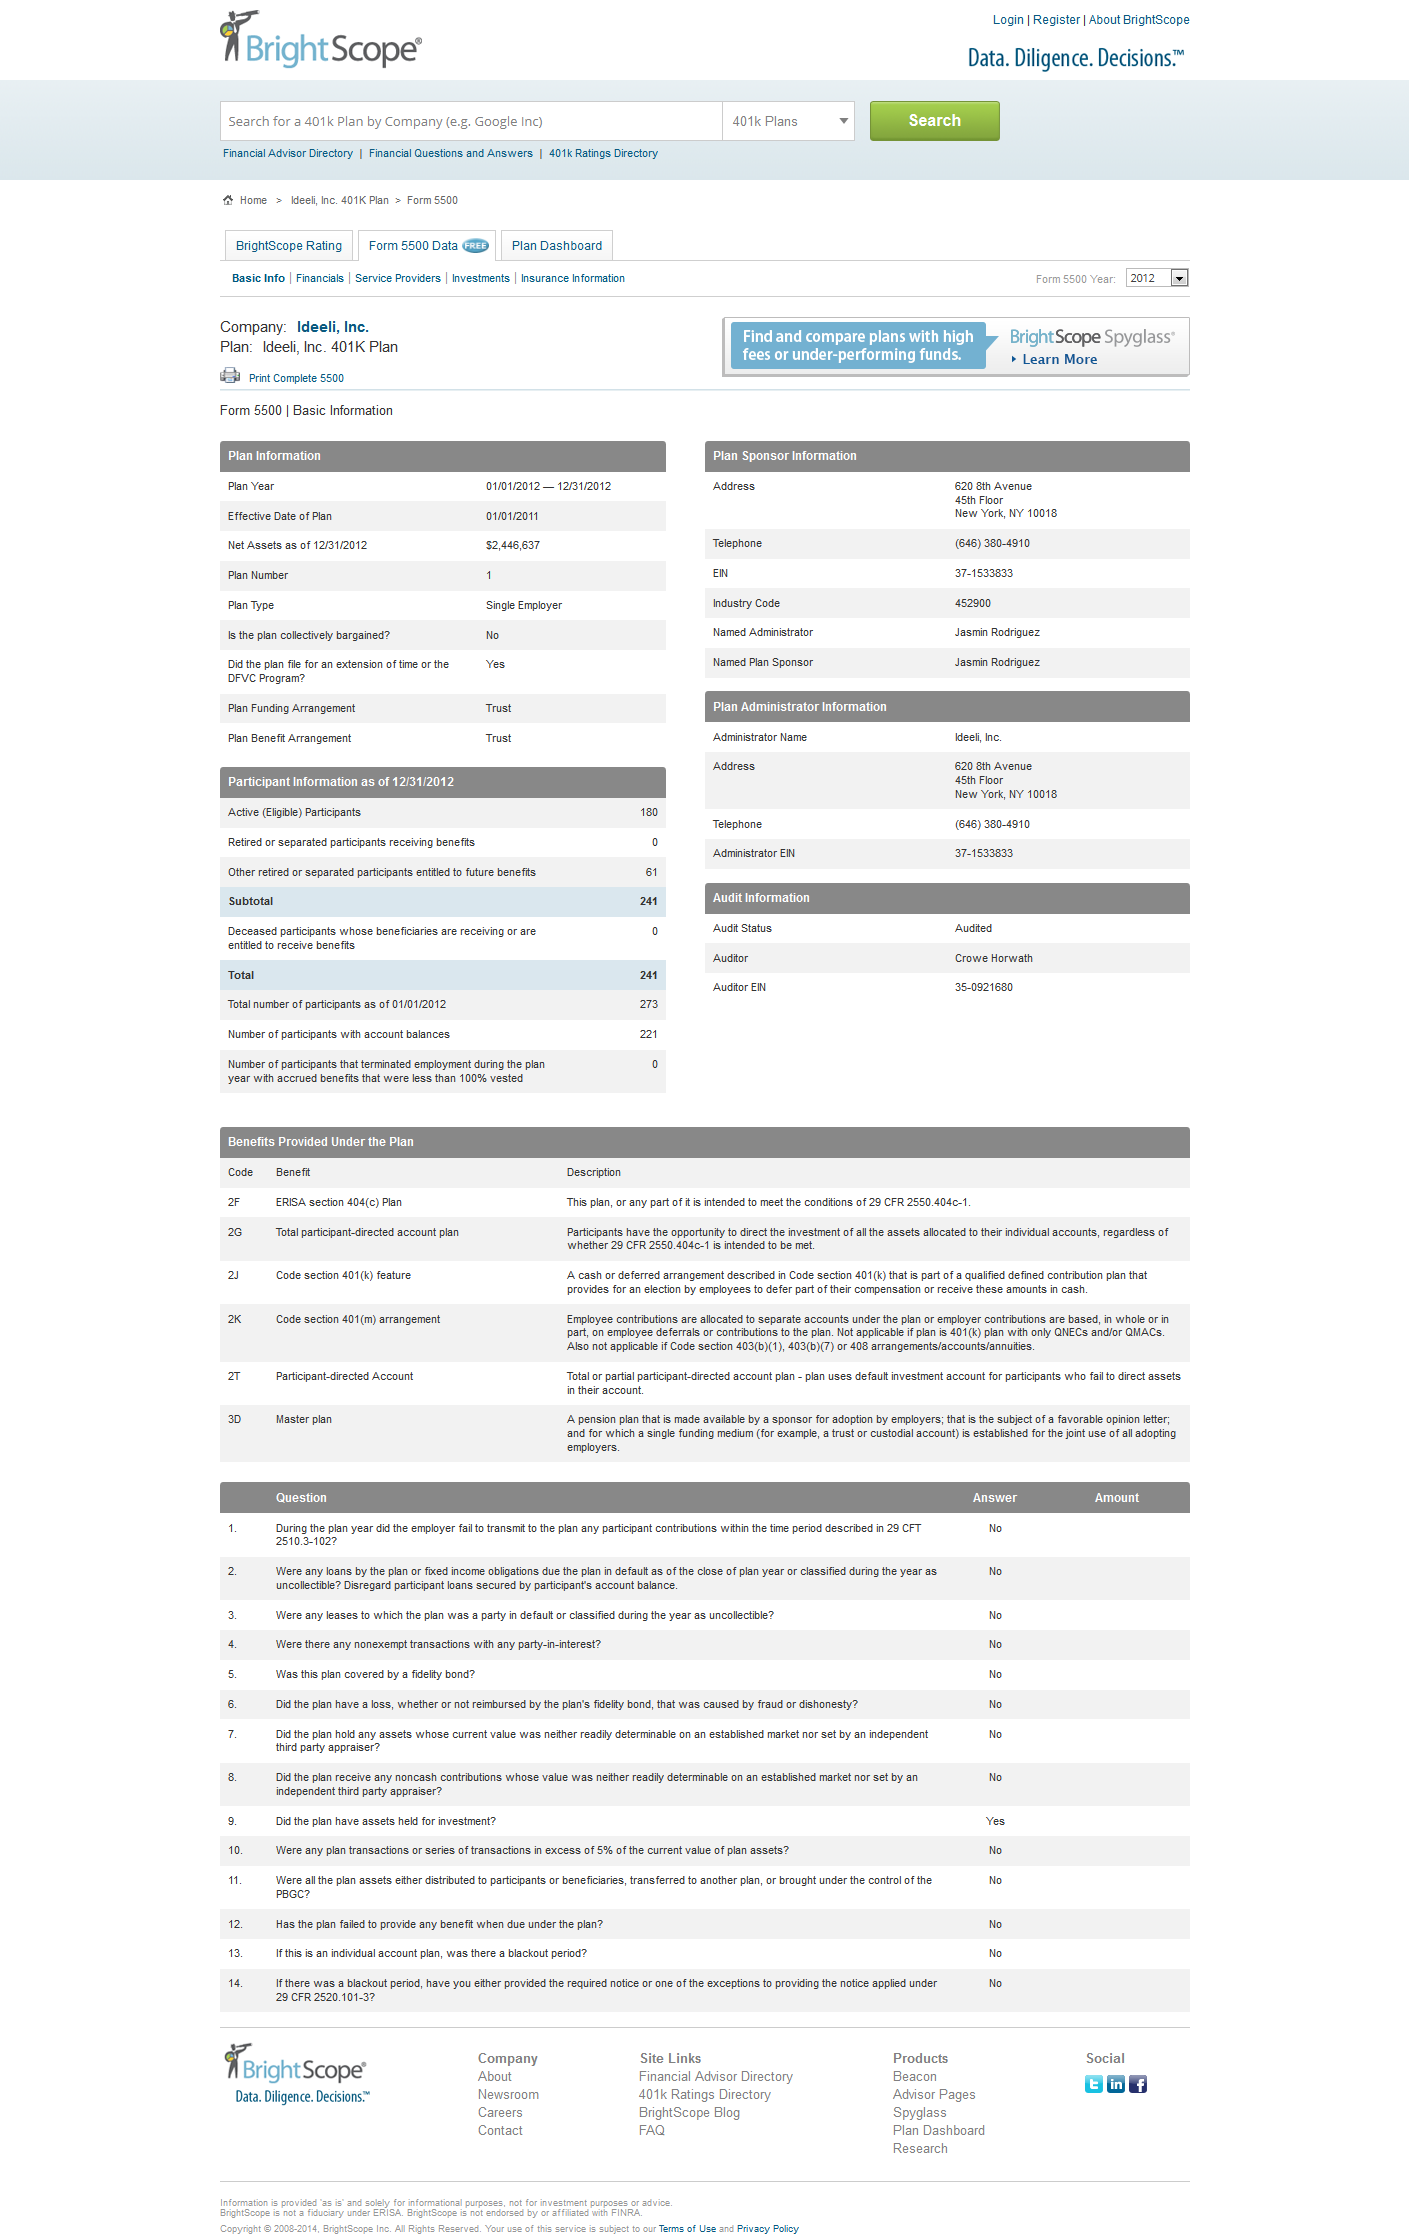 BrightScope®
Login | Register | About BrightScope
Data. Diligence. Decisions.™
Search for a 401k Plan by Company (e.g. Google Inc)
401k Plans
Search
Financial Advisor Directory | Financial Questions and Answers | 401k Ratings Directory
Home > Ideeli, Inc. 401K Plan > Form 5500
BrightScope Rating
Form 5500 Data FREE
Plan Dashboard
Basic Info | Financials | Service Providers | Investments | Insurance Information
Form 5500 Year: 2012
Company: Ideeli, Inc.
Plan: Ideeli, Inc. 401K Plan
Print Complete 5500
Find and compare plans with high
fees or under-performing funds.
BrightScope Spyglass®
Learn More
Form 5500 | Basic Information
Plan Information
Plan Year 01/01/2012 — 12/31/2012
Effective Date of Plan 01/01/2011
Net Assets as of 12/31/2012 $2,446,637
Plan Number 1
Plan Type Single Employer
Is the plan collectively bargained? No
Did the plan file for an extension of time or the Yes
DFVC Program?
Plan Funding Arrangement Trust
Plan Benefit Arrangement Trust
Participant Information as of 12/31/2012
Active (Eligible) Participants 180
Retired or separated participants receiving benefits 0
Other retired or separated participants entitled to future benefits 61
Subtotal 241
Deceased participants whose beneficiaries are receiving or are 0
entitled to receive benefits
Total 241
Total number of participants as of 01/01/2012 273
Number of participants with account balances 221
Number of participants that terminated employment during the plan 0
year with accrued benefits that were less than 100% vested
Plan Sponsor Information
Address 620 8th Avenue
45th Floor
New York, NY 10018
Telephone (646) 380-4910
EIN 37-1533833
Industry Code 452900
Named Administrator Jasmin Rodriguez
Named Plan Sponsor Jasmin Rodriguez
Plan Administrator Information
Administrator Name Ideeli, Inc.
Address 620 8th Avenue
45th Floor
New York, NY 10018
Telephone (646) 380-4910
Administrator EIN 37-1533833
Audit Information
Audit Status Audited
Auditor Crowe Horwath
Auditor EIN 35-0921680
Benefits Provided Under the Plan
Code Benefit Description
2F ERISA section 404(c) Plan This plan, or any part of it is intended to meet the conditions of 29 CFR 2550.404c-1.
2G Total participant-directed account plan Participants have the opportunity to direct the investment of all the assets allocated to their individual accounts, regardless of
whether 29 CFR 2550.404c-1 is intended to be met.
2J Code section 401(k) feature A cash or deferred arrangement described in Code section 401(k) that is part of a qualified defined contribution plan that
provides for an election by employees to defer part of their compensation or receive these amounts in cash.
2K Code section 401(m) arrangement Employee contributions are allocated to separate accounts under the plan or employer contributions are based, in whole or in
part, on employee deferrals or contributions to the plan. Not applicable if plan is 401(k) plan with only QNECs and/or QMACs.
Also not applicable if Code section 403(b)(1), 403(b)(7) or 408 arrangements/accounts/annuities.
2T Participant-directed Account Total or partial participant-directed account plan - plan uses default investment account for participants who fail to direct assets
in their account.
3D Master plan A pension plan that is made available by a sponsor for adoption by employers; that is the subject of a favorable opinion letter;
and for which a single funding medium (for example, a trust or custodial account) is established for the joint use of all adopting
employers.
Question Answer Amount
1. During the plan year did the employer fail to transmit to the plan any participant contributions within the time period described in 29 CFT No
2510.3-102?
2. Were any loans by the plan or fixed income obligations due the plan in default as of the close of plan year or classified during the year as No
uncollectible? Disregard participant loans secured by participant's account balance.
3. Were any leases to which the plan was a party in default or classified during the year as uncollectible? No
4. Were there any nonexempt transactions with any party-in-interest? No
5. Was this plan covered by a fidelity bond? No
6. Did the plan have a loss, whether or not reimbursed by the plan's fidelity bond, that was caused by fraud or dishonesty? No
7. Did the plan hold any assets whose current value was neither readily determinable on an established market nor set by an independent No
third party appraiser?
8. Did the plan receive any noncash contributions whose value was neither readily determinable on an established market nor set by an No
independent third party appraiser?
9. Did the plan have assets held for investment? Yes
10. Were any plan transactions or series of transactions in excess of 5% of the current value of plan assets? No
11. Were all the plan assets either distributed to participants or beneficiaries, transferred to another plan, or brought under the control of the No
PBGC?
12. Has the plan failed to provide any benefit when due under the plan? No
13. If this is an individual account plan, was there a blackout period? No
14. If there was a blackout period, have you either provided the required notice or one of the exceptions to providing the notice applied under No
29 CFR 2520.101-3?
BrightScope®
Data. Diligence. Decisions.™
Company
About
Newsroom
Careers
Contact
Site Links
Financial Advisor Directory
401k Ratings Directory
BrightScope Blog
FAQ
Products
Beacon
Advisor Pages
Spyglass
Plan Dashboard
Research
Social
Information is provided 'as is' and solely for informational purposes, not for investment purposes or advice.
BrightScope is not a fiduciary under ERISA. BrightScope is not endorsed by or affiliated with FINRA.
Copyright © 2008-2014, BrightScope Inc. All Rights Reserved. Your use of this service is subject to our Terms of Use and Privacy Policy